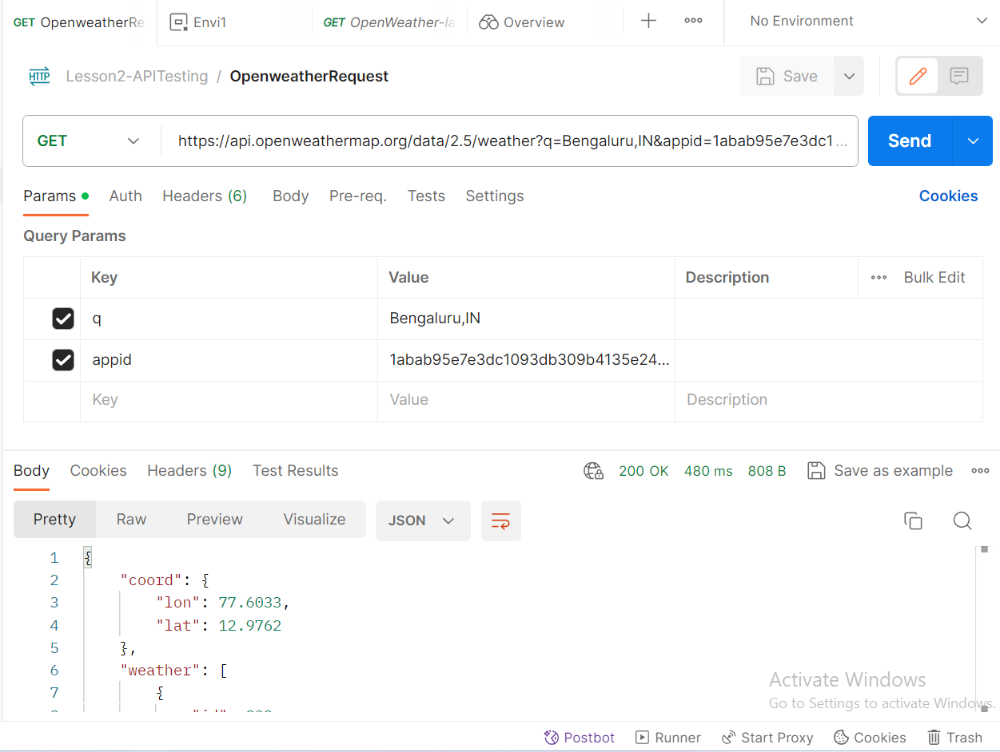 GET OpenweatherRe Envi1 GET OpenWeather-la Overview No Environment
HTTP Lesson2-APITesting / OpenweatherRequest Save
GET https://api.openweathermap.org/data/2.5/weather?q=Bengaluru,IN&appid=1abab95e7e3dc1... Send
Params Auth Headers (6) Body Pre-req. Tests Settings Cookies
Query Params
Key Value Description Bulk Edit
q Bengaluru,IN
appid 1abab95e7e3dc1093db309b4135e24...
Key Value Description
Body Cookies Headers (9) Test Results 200 OK 480 ms 808 B Save as example
Pretty Raw Preview Visualize JSON
1 {
2 "coord": {
3 "lon": 77.6033,
4 "lat": 12.9762
5 },
6 "weather": [
7 {
Activate Windows
Go to Settings to activate Windows.
Postbot Runner Start Proxy Cookies Trash